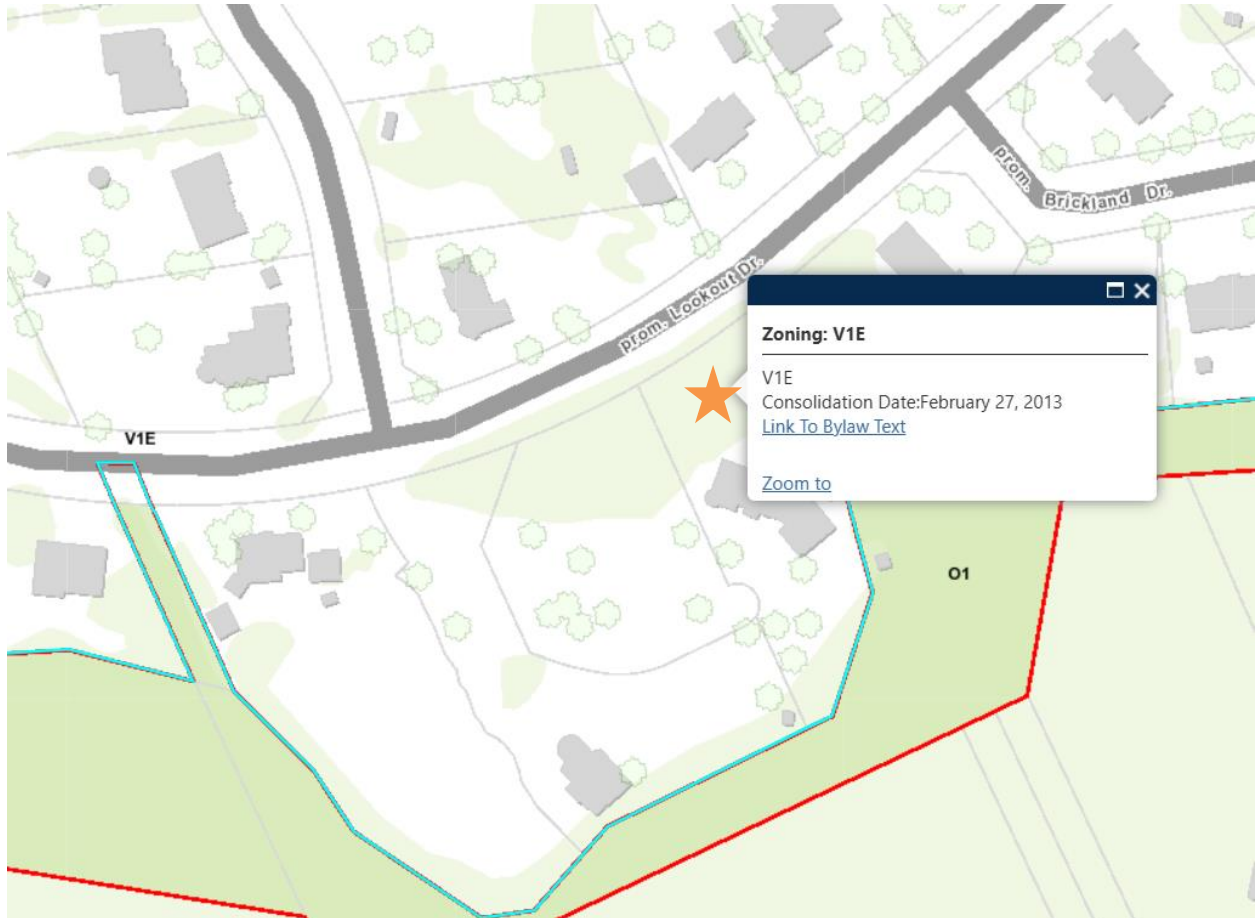 prom.
Brickland Dr.
prom. Lookout Dr.
Zoning: V1E
V1E
Consolidation Date:February 27, 2013
Link To Bylaw Text
Zoom to
V1E
O1